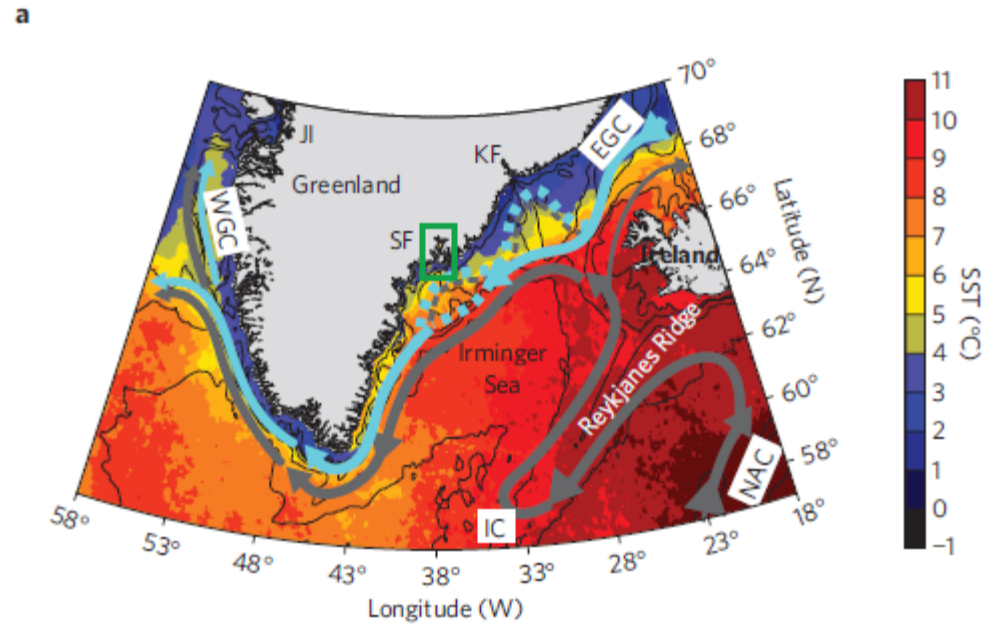 a
70°
68°
66°
64°
62°
60°
58°
Latitude (N)
JI
KF
EGC
Greenland
WGC
SF
Ireland
Irminger
Sea
Reykjanes Ridge
NAC
IC
58°
53°
48°
43°
38°
33°
28°
23°
18°
Longitude (W)
11
10
9
8
7
6
5
4
3
2
1
0
−1
SST (°C)